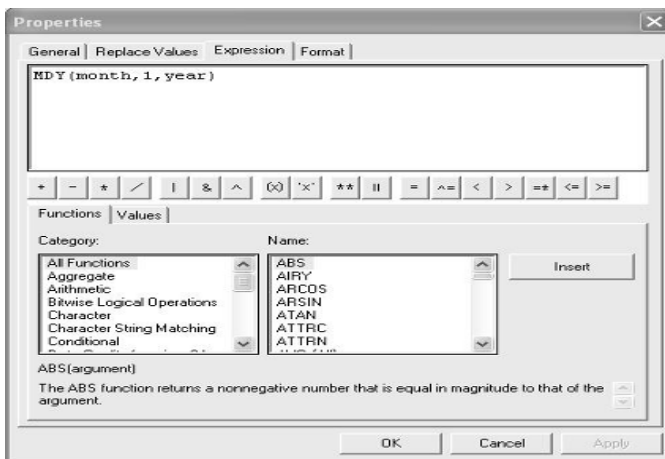 Properties
General Replace Values Expression Format
MDY(month,1,year)
+ - * / | & ^ (x) 'x' ** || = ^= < > =* <= >=
Functions Values
Category: Name:
All Functions ABS
Aggregate AIRY
Arithmetic ARCOS
Bitwise Logical Operations ARSIN
Character ATAN
Character String Matching ATTRC
Conditional ATTRN
Insert
ABS(argument)
The ABS function returns a nonnegative number that is equal in magnitude to that of the
argument.
OK Cancel Apply